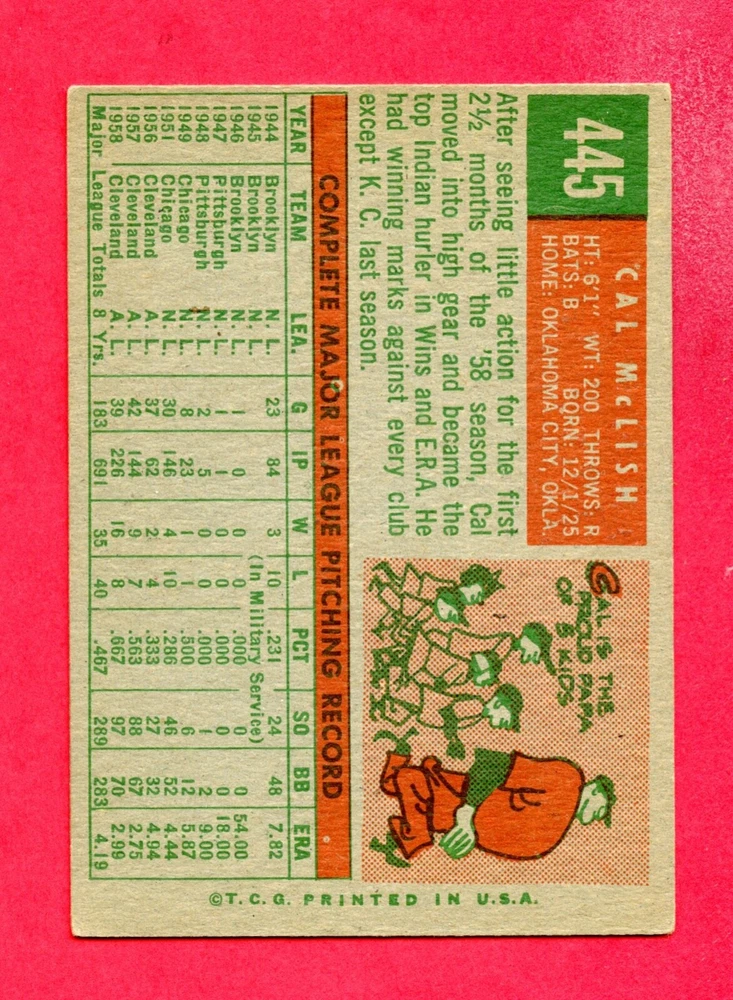 445
CAL McLISH
HT: 6'1" WT: 200 THROWS: R
BATS: B BORN: 12/1/25
HOME: OKLAHOMA CITY, OKLA.
After seeing little action for the first
2½ months of the '58 season, Cal
moved into high gear and became the
top Indian hurler in Wins and E.R.A. He
had winning marks against every club
except K. C. last season.
CAL IS THE
PROUD PAPA
OF 5 KIDS
COMPLETE MAJOR LEAGUE PITCHING RECORD
YEAR TEAM LEA. G IP W L PCT SO BB ERA
1944 Brooklyn N. L. 23 84 3 10 .231 24 48 7.82
1945 Brooklyn (In Military Service)
1946 Brooklyn N. L. 1 0 0 0 .000 0 0 54.00
1947 Pittsburgh N. L. 1 1 0 0 .000 0 0 18.00
1948 Pittsburgh N. L. 2 5 0 0 .000 1 2 9.00
1949 Chicago N. L. 8 23 1 1 .500 6 12 5.87
1951 Chicago N. L. 30 146 4 10 .286 46 52 4.44
1956 Cleveland A. L. 37 62 2 4 .333 27 32 4.94
1957 Cleveland A. L. 42 144 9 7 .563 88 67 2.75
1958 Cleveland A. L. 39 226 16 8 .667 97 70 2.99
Major League Totals 8 Yrs. 183 691 35 40 .467 289 283 4.19
©T. C. G. PRINTED IN U.S.A.